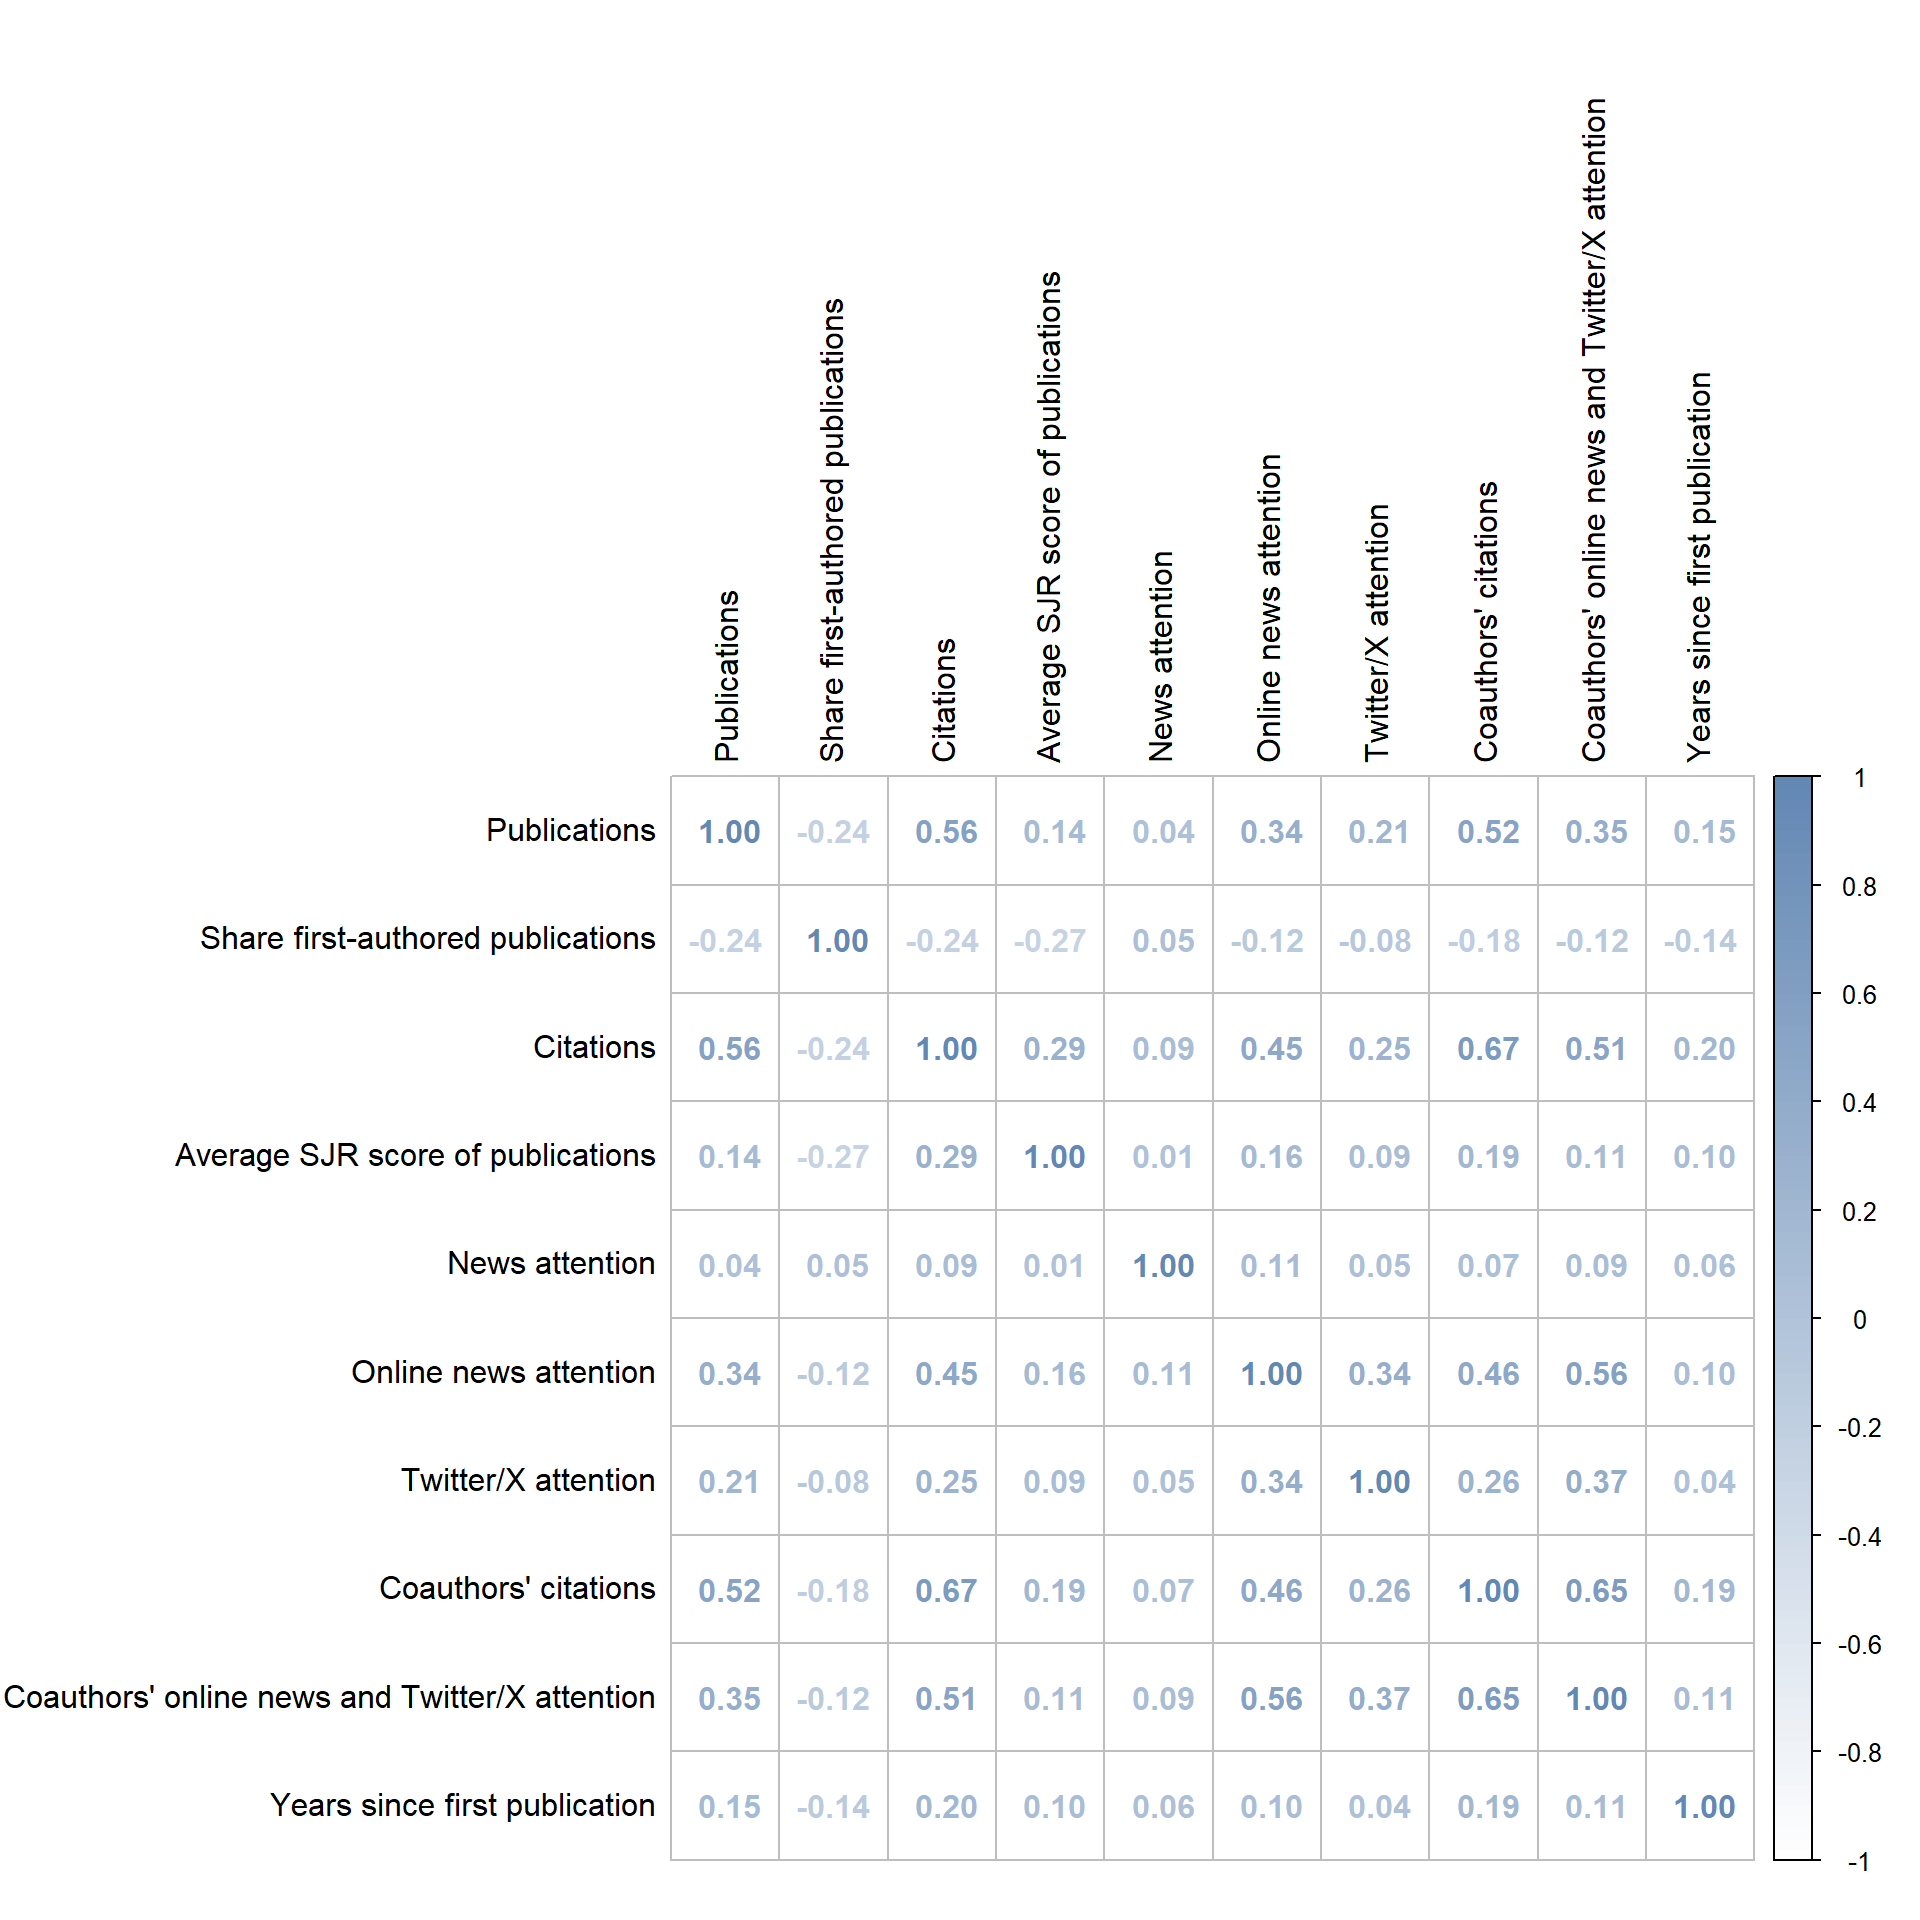 Publications
Share first-authored publications
Citations
Average SJR score of publications
News attention
Online news attention
Twitter/X attention
Coauthors' citations
Coauthors' online news and Twitter/X attention
Years since first publication
Publications 1.00 -0.24 0.56 0.14 0.04 0.34 0.21 0.52 0.35 0.15
Share first-authored publications -0.24 1.00 -0.24 -0.27 0.05 -0.12 -0.08 -0.18 -0.12 -0.14
Citations 0.56 -0.24 1.00 0.29 0.09 0.45 0.25 0.67 0.51 0.20
Average SJR score of publications 0.14 -0.27 0.29 1.00 0.01 0.16 0.09 0.19 0.11 0.10
News attention 0.04 0.05 0.09 0.01 1.00 0.11 0.05 0.07 0.09 0.06
Online news attention 0.34 -0.12 0.45 0.16 0.11 1.00 0.34 0.46 0.56 0.10
Twitter/X attention 0.21 -0.08 0.25 0.09 0.05 0.34 1.00 0.26 0.37 0.04
Coauthors' citations 0.52 -0.18 0.67 0.19 0.07 0.46 0.26 1.00 0.65 0.19
Coauthors' online news and Twitter/X attention 0.35 -0.12 0.51 0.11 0.09 0.56 0.37 0.65 1.00 0.11
Years since first publication 0.15 -0.14 0.20 0.10 0.06 0.10 0.04 0.19 0.11 1.00
1
0.8
0.6
0.4
0.2
0
-0.2
-0.4
-0.6
-0.8
-1